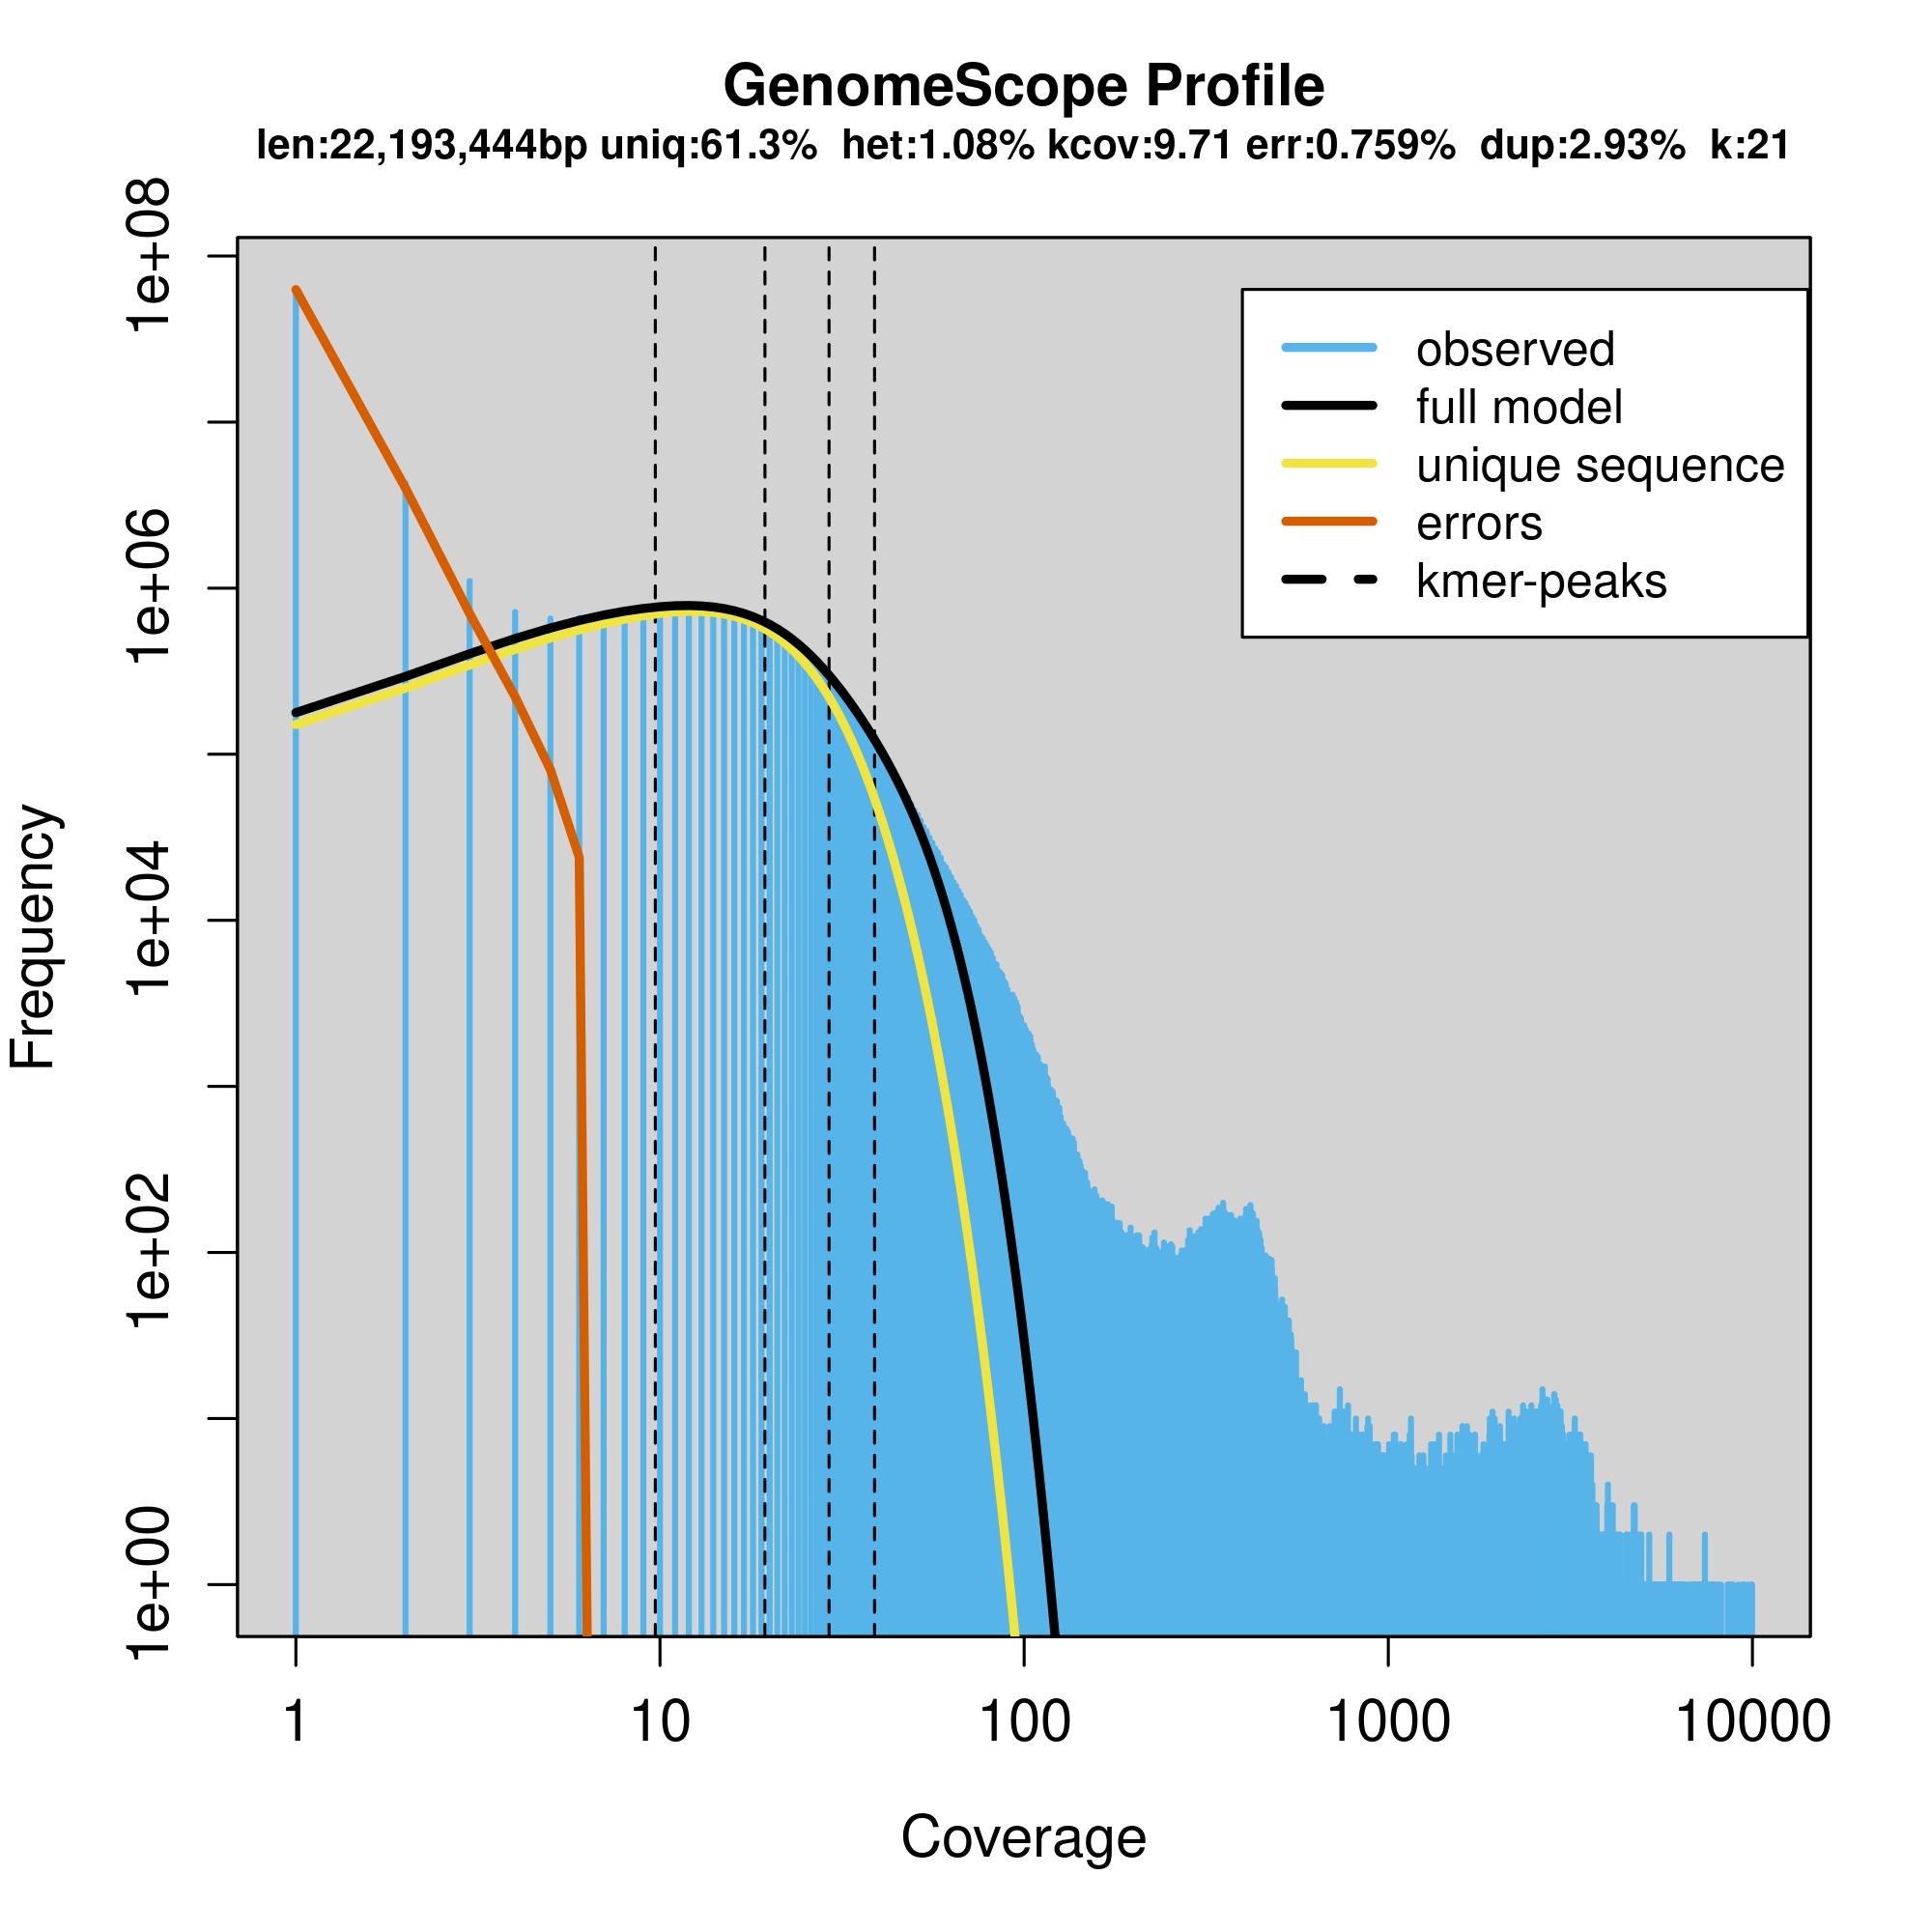 GenomeScope Profile
len:22,193,444bp uniq:61.3% het:1.08% kcov:9.71 err:0.759% dup:2.93% k:21
Frequency
1e+08
1e+06
1e+04
1e+02
1e+00
observed
full model
unique sequence
errors
kmer-peaks
1 10 100 1000 10000
Coverage